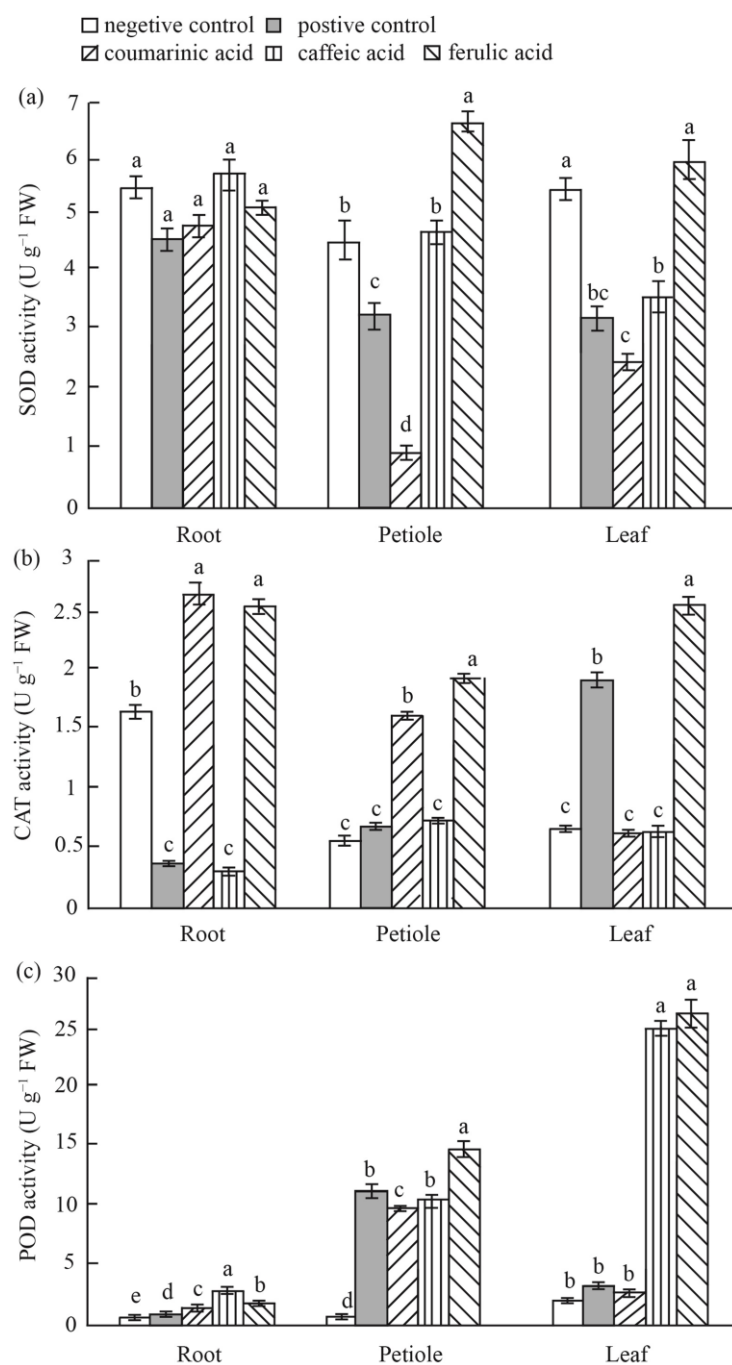 negetive control postive control
coumarinic acid caffeic acid ferulic acid
(a)
SOD activity (U g⁻¹ FW)
7
6
5
4
3
2
1
0
a a a a a
b c d b a
a bc c b a
Root Petiole Leaf
(b)
CAT activity (U g⁻¹ FW)
3
2.5
2
1.5
1
0.5
0
b c a c a
c c b c a
c b c c a
Root Petiole Leaf
(c)
POD activity (U g⁻¹ FW)
30
25
20
15
10
5
0
e d c a b
d b c b a
b b b a a
Root Petiole Leaf